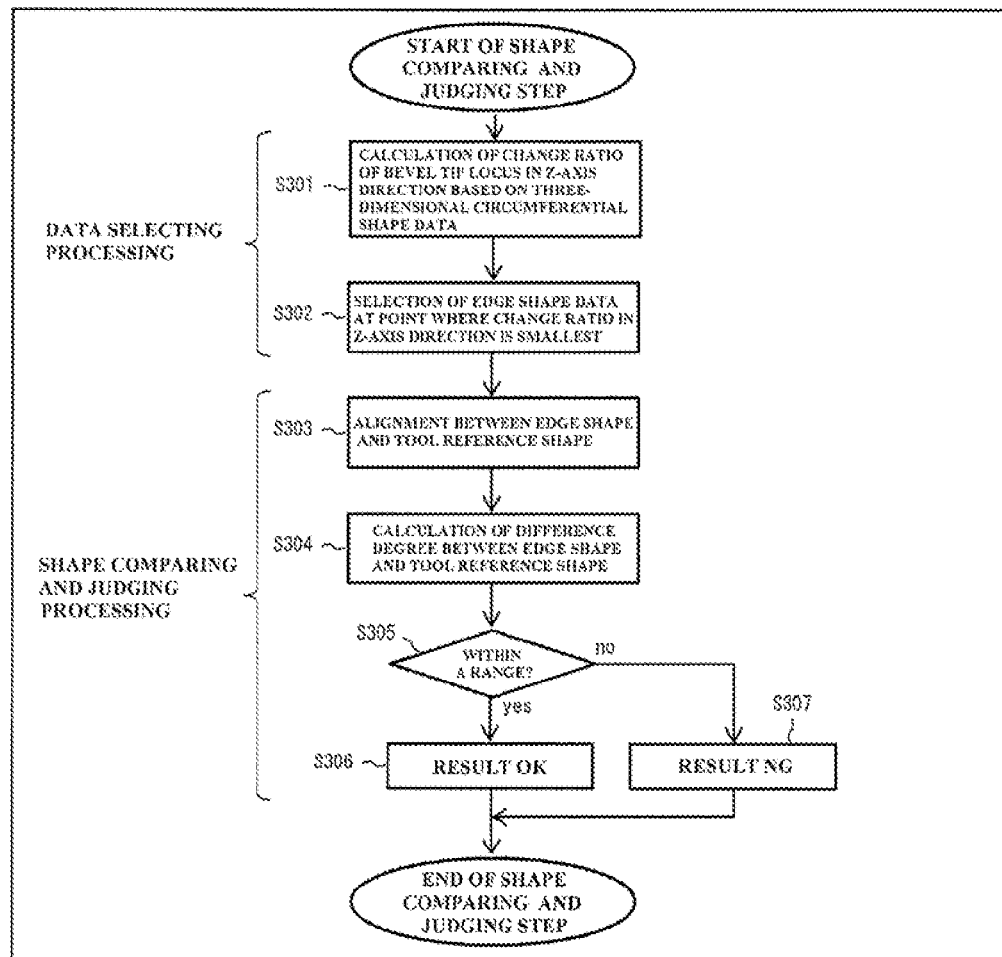 START OF SHAPE
COMPARING AND
JUDGING STEP
DATA SELECTING
PROCESSING
S301
CALCULATION OF CHANGE RATIO
OF BEVEL TIP LOCUS IN Z-AXIS
DIRECTION BASED ON THREE-
DIMENSIONAL CIRCUMFERENTIAL
SHAPE DATA
S302
SELECTION OF EDGE SHAPE DATA
AT POINT WHERE CHANGE RATIO IN
Z-AXIS DIRECTION IS SMALLEST
SHAPE COMPARING
AND JUDGING
PROCESSING
S303
ALIGNMENT BETWEEN EDGE SHAPE
AND TOOL REFERENCE SHAPE
S304
CALCULATION OF DIFFERENCE
DEGREE BETWEEN EDGE SHAPE
AND TOOL REFERENCE SHAPE
S305
WITHIN
A RANGE?
no
yes
S306
RESULT OK
S307
RESULT NG
END OF SHAPE
COMPARING AND
JUDGING STEP